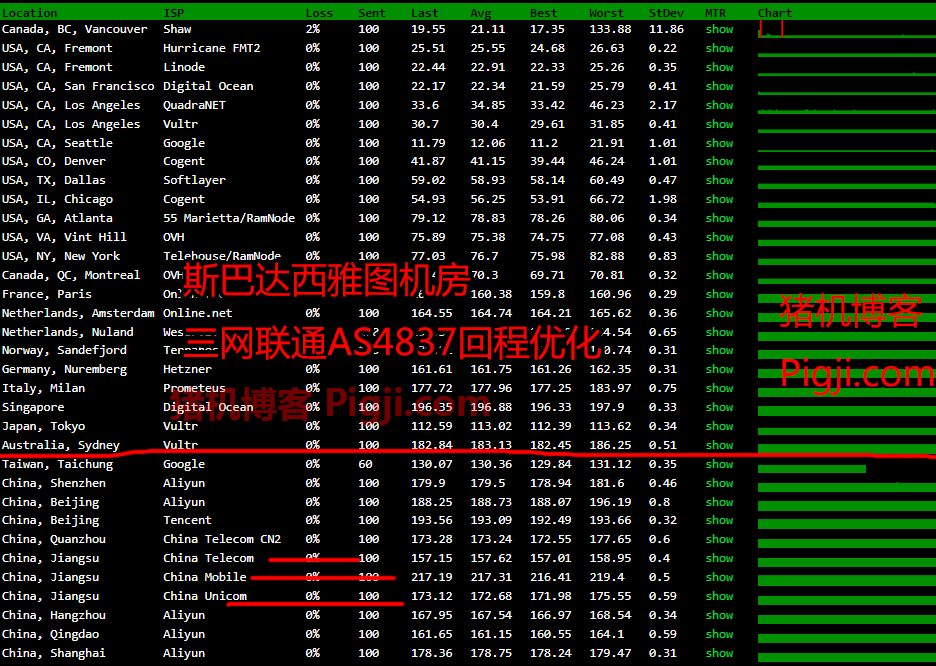 Location ISP Loss Sent Last Avg Best Worst StDev MTR Chart
Canada, BC, Vancouver Shaw 2% 100 19.55 21.11 17.35 133.88 11.86 show
USA, CA, Fremont Hurricane FMT2 0% 100 25.51 25.55 24.68 26.63 0.22 show
USA, CA, Fremont Linode 0% 100 22.44 22.91 22.33 25.26 0.35 show
USA, CA, San Francisco Digital Ocean 0% 100 22.17 22.34 21.59 25.79 0.41 show
USA, CA, Los Angeles QuadraNET 0% 100 33.6 34.85 33.42 46.23 2.17 show
USA, CA, Los Angeles Vultr 0% 100 30.7 30.4 29.61 31.85 0.41 show
USA, CA, Seattle Google 0% 100 11.79 12.06 11.2 21.91 1.01 show
USA, CO, Denver Cogent 0% 100 41.87 41.15 39.44 46.24 1.01 show
USA, TX, Dallas Softlayer 0% 100 59.02 58.93 58.14 60.49 0.47 show
USA, IL, Chicago Cogent 0% 100 54.93 56.25 53.91 66.72 1.98 show
USA, GA, Atlanta 55 Marietta/RamNode 0% 100 79.12 78.83 78.26 80.06 0.34 show
USA, VA, Vint Hill OVH 0% 100 75.89 75.38 74.75 77.08 0.43 show
USA, NY, New York Telehouse/RamNode 0% 100 77.03 76.7 75.98 82.88 0.83 show
Canada, QC, Montreal OVH 70.3 69.71 70.81 0.32 show
斯巴达西雅图机房
France, Paris 160.38 159.8 160.96 0.29 show
猪机博客
Netherlands, Amsterdam Online.net 0% 100 164.55 164.74 164.21 165.62 0.36 show
Netherlands, Nuland 0.65 show
三网联通AS4837回程优化
Norway, Sandefjord 0.31 show
Germany, Nuremberg Hetzner 0% 100 161.61 161.75 161.26 162.35 0.31 show
Pigji.com
Italy, Milan Prometeus 0% 100 177.72 177.96 177.25 183.97 0.75 show
猪机博客 Pigji.com
Singapore Digital Ocean 0% 100 196.35 196.88 196.33 197.9 0.33 show
Japan, Tokyo Vultr 0% 100 112.59 113.02 112.39 113.62 0.34 show
Australia, Sydney Vultr 0% 100 182.84 183.13 182.45 186.25 0.51 show
Taiwan, Taichung Google 0% 60 130.07 130.36 129.84 131.12 0.35 show
China, Shenzhen Aliyun 0% 100 179.9 179.5 178.94 181.6 0.46 show
China, Beijing Aliyun 0% 100 188.25 188.73 188.07 196.19 0.8 show
China, Beijing Tencent 0% 100 193.56 193.09 192.49 193.66 0.32 show
China, Quanzhou China Telecom CN2 0% 100 173.28 173.24 172.55 177.65 0.6 show
China, Jiangsu China Telecom 0% 100 157.15 157.62 157.01 158.95 0.4 show
China, Jiangsu China Mobile 0% 100 217.19 217.31 216.41 219.4 0.5 show
China, Jiangsu China Unicom 0% 100 173.12 172.68 171.98 175.55 0.59 show
China, Hangzhou Aliyun 0% 100 167.95 167.54 166.97 168.54 0.34 show
China, Qingdao Aliyun 0% 100 161.65 161.15 160.55 164.1 0.59 show
China, Shanghai Aliyun 0% 100 178.36 178.75 178.24 179.47 0.31 show